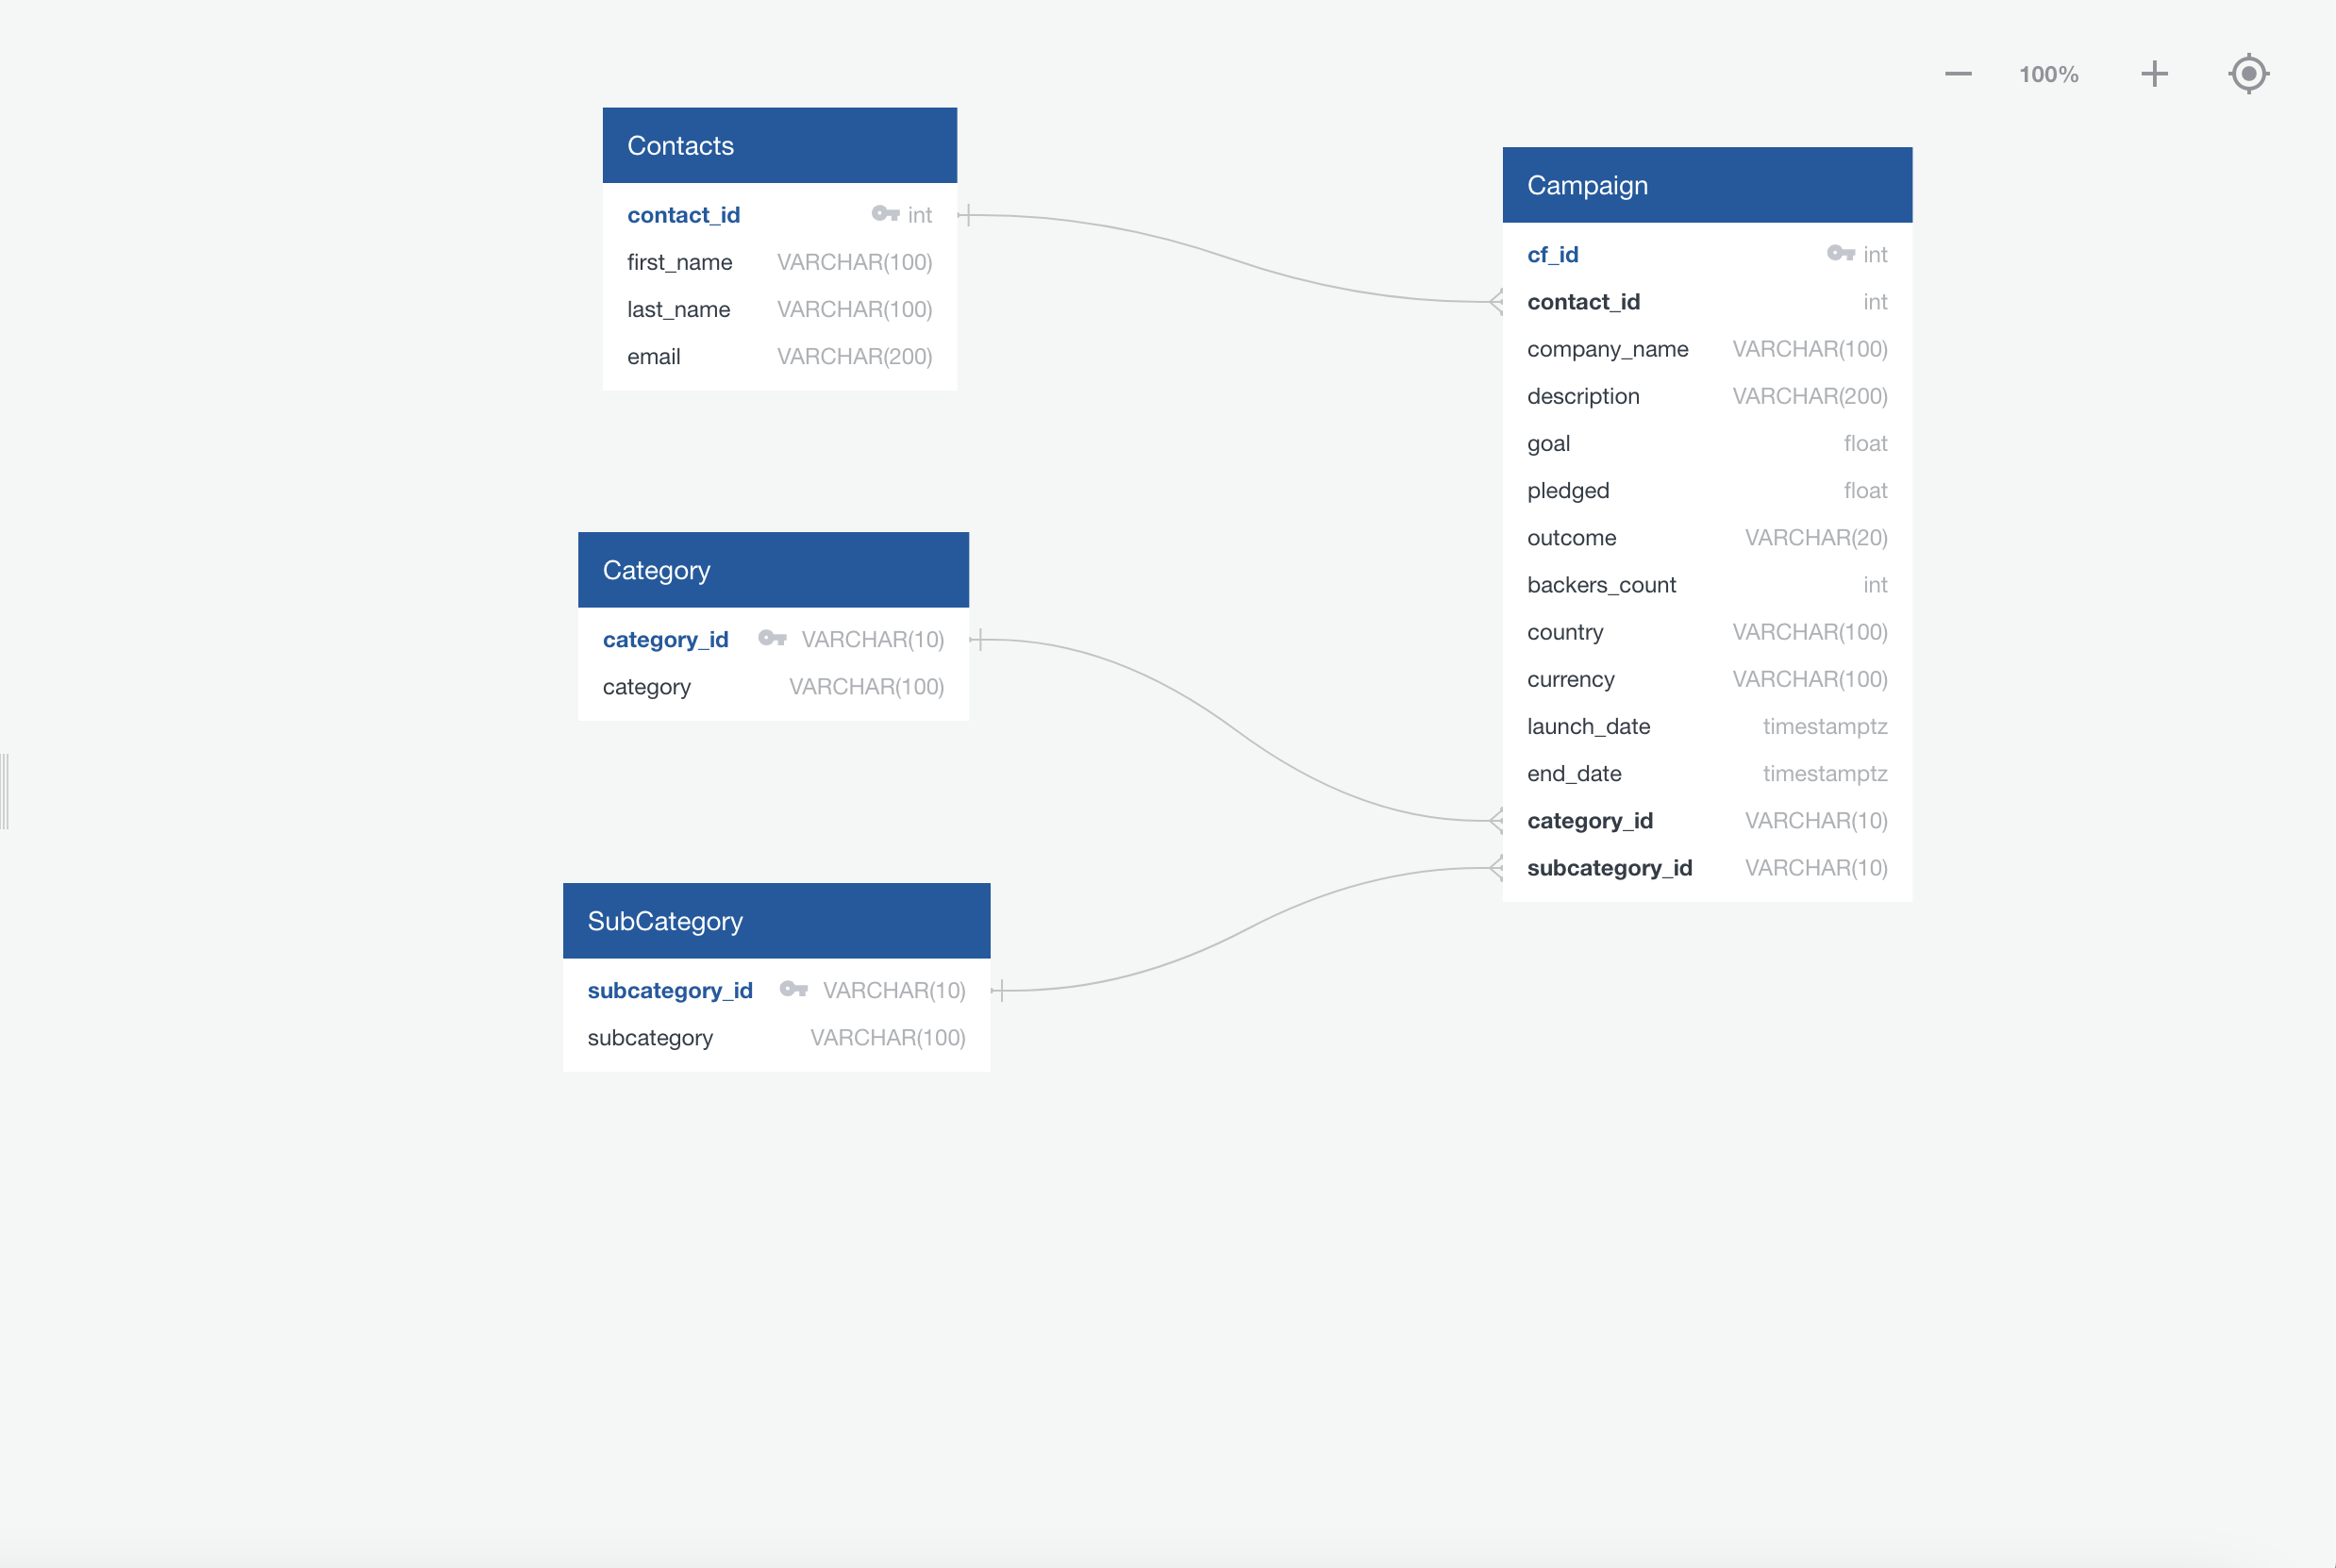 100%
Contacts
contact_id int
first_name VARCHAR(100)
last_name VARCHAR(100)
email VARCHAR(200)
Category
category_id VARCHAR(10)
category VARCHAR(100)
SubCategory
subcategory_id VARCHAR(10)
subcategory VARCHAR(100)
Campaign
cf_id int
contact_id int
company_name VARCHAR(100)
description VARCHAR(200)
goal float
pledged float
outcome VARCHAR(20)
backers_count int
country VARCHAR(100)
currency VARCHAR(100)
launch_date timestamptz
end_date timestamptz
category_id VARCHAR(10)
subcategory_id VARCHAR(10)